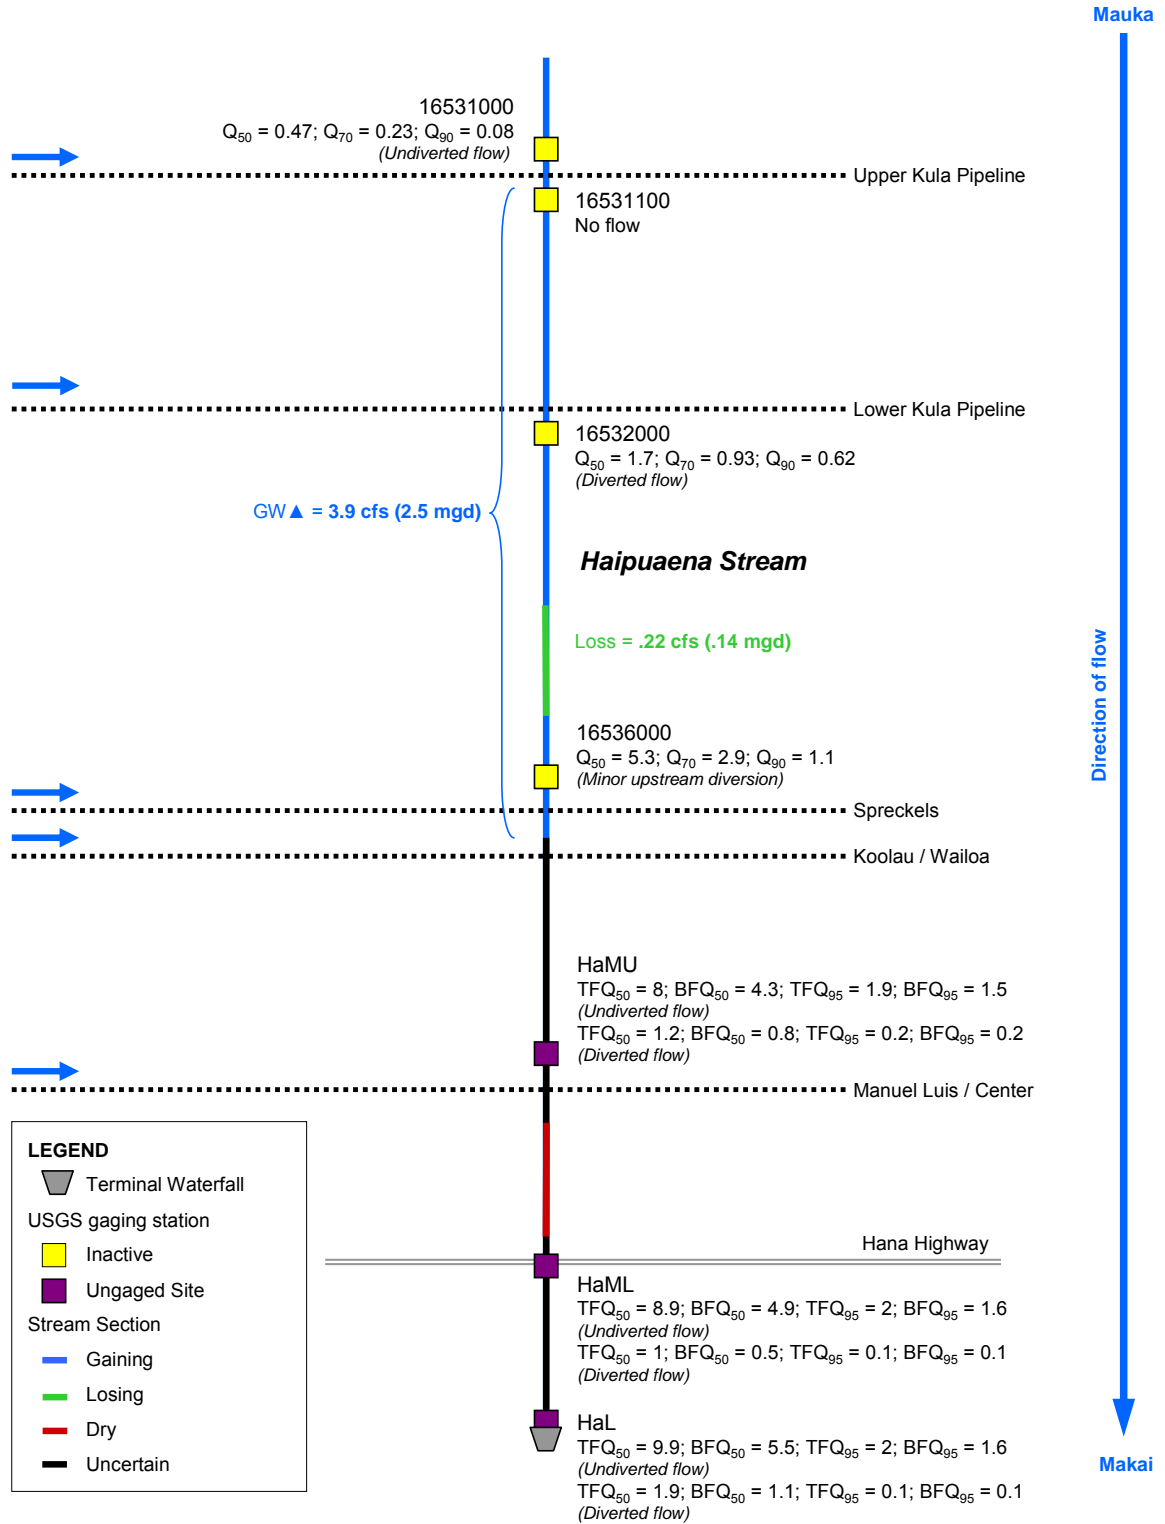 Mauka
16531000
Q50 = 0.47; Q70 = 0.23; Q90 = 0.08
(Undiverted flow)
Upper Kula Pipeline
16531100
No flow
Lower Kula Pipeline
16532000
Q50 = 1.7; Q70 = 0.93; Q90 = 0.62
(Diverted flow)
GW▲ = 3.9 cfs (2.5 mgd)
Haipuaena Stream
Loss = .22 cfs (.14 mgd)
Direction of flow
16536000
Q50 = 5.3; Q70 = 2.9; Q90 = 1.1
(Minor upstream diversion)
Spreckels
Koolau / Wailoa
HaMU
TFQ50 = 8; BFQ50 = 4.3; TFQ95 = 1.9; BFQ95 = 1.5
(Undiverted flow)
TFQ50 = 1.2; BFQ50 = 0.8; TFQ95 = 0.2; BFQ95 = 0.2
(Diverted flow)
Manuel Luis / Center
LEGEND
Terminal Waterfall
USGS gaging station
Inactive
Ungaged Site
Stream Section
Gaining
Losing
Dry
Uncertain
Hana Highway
HaML
TFQ50 = 8.9; BFQ50 = 4.9; TFQ95 = 2; BFQ95 = 1.6
(Undiverted flow)
TFQ50 = 1; BFQ50 = 0.5; TFQ95 = 0.1; BFQ95 = 0.1
(Diverted flow)
HaL
TFQ50 = 9.9; BFQ50 = 5.5; TFQ95 = 2; BFQ95 = 1.6
(Undiverted flow)
TFQ50 = 1.9; BFQ50 = 1.1; TFQ95 = 0.1; BFQ95 = 0.1
(Diverted flow)
Makai